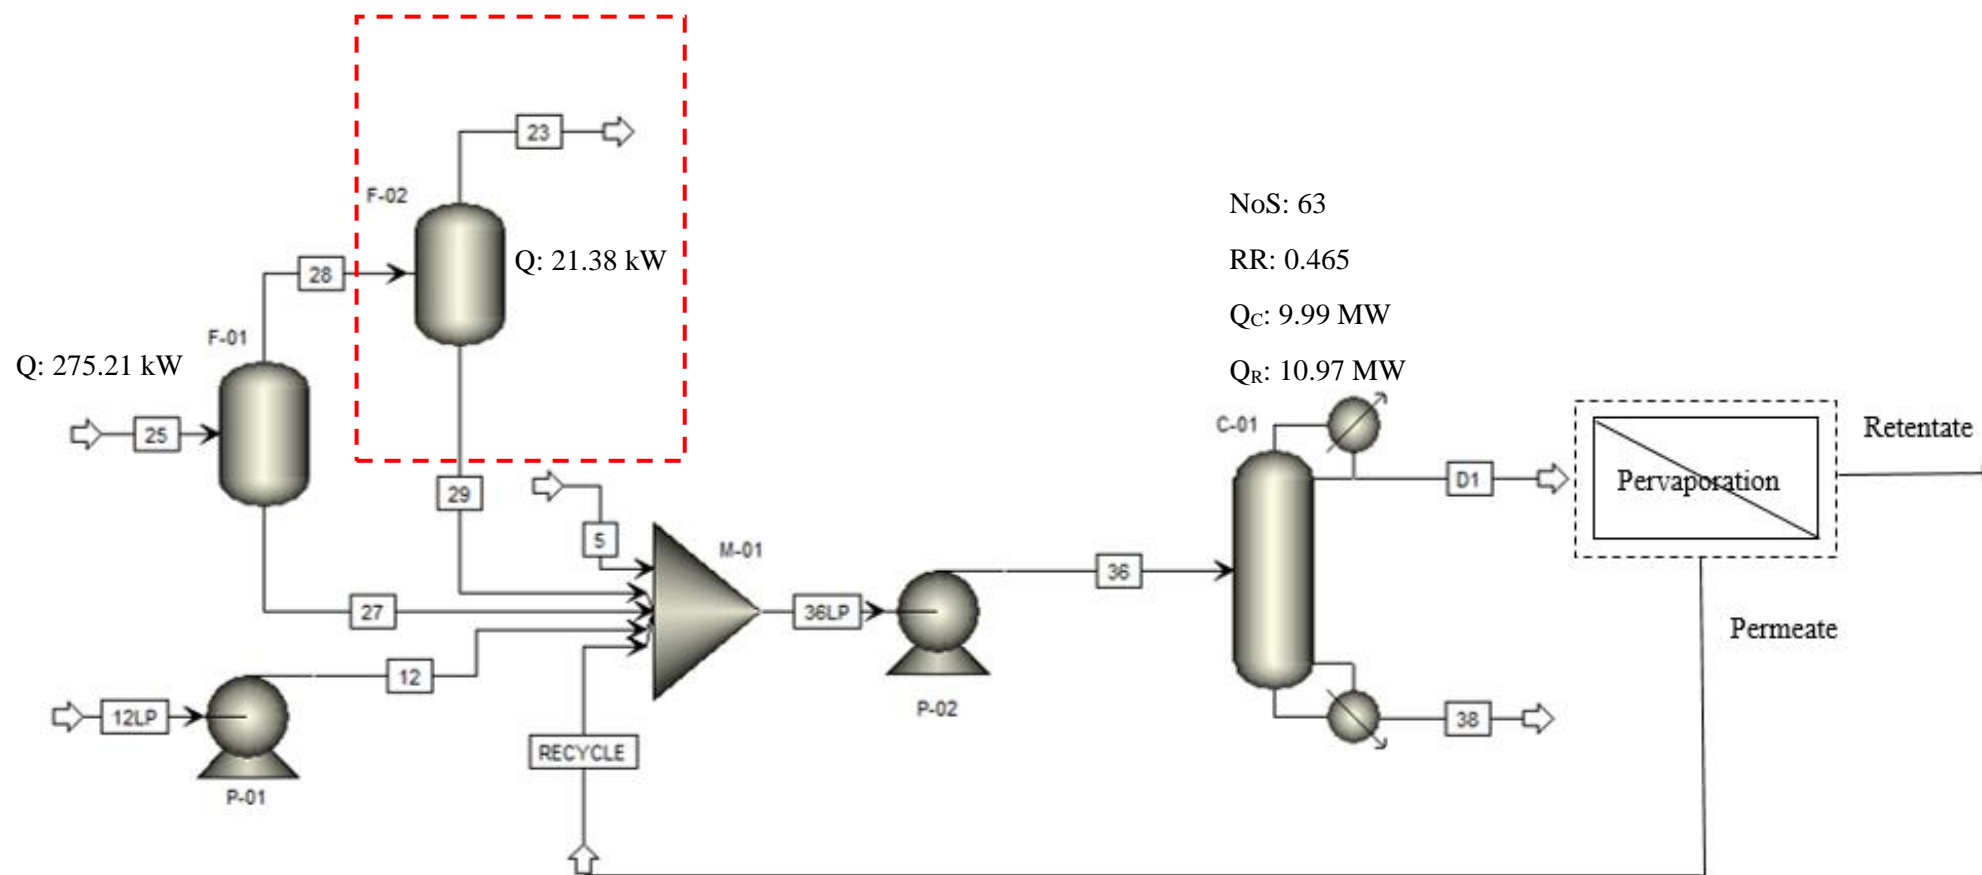 23
F-02
NoS: 63
Q: 21.38 kW
RR: 0.465
28
QC: 9.99 MW
F-01
Q: 275.21 kW
QR: 10.97 MW
25
C-01
Retentate
D1
Pervaporation
29
5
M-01
36
27
36LP
Permeate
12
12LP
P-02
38
RECYCLE
P-01